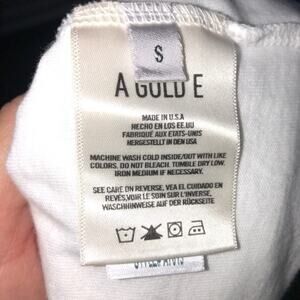 S
A GOLD E
MADE IN U.S.A
HECHO EN LOS EE.UU
FABRIQUÉ AUX ETATS-UNIS
HERGESTELLT IN DEN USA
MACHINE WASH COLD INSIDE/OUT WITH LIKE
COLORS. DO NOT BLEACH. TUMBLE DRY LOW.
IRON MEDIUM IF NECESSARY.
SEE CARE ON REVERSE, VEA EL CUIDADO EN
REVÉS, VOIR LE SOIN SUR L'INVERSE,
WASCHHINWEISE AUF DER RÜCKSEITE